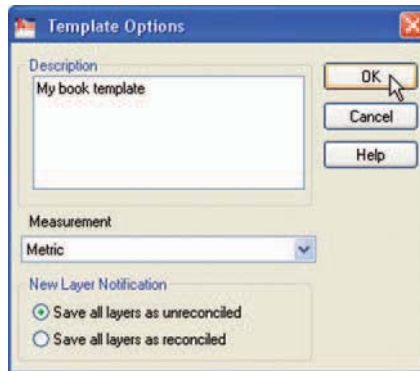 Template Options
Description
My book template
OK
Cancel
Help
Measurement
Metric
New Layer Notification
Save all layers as unreconciled
Save all layers as reconciled